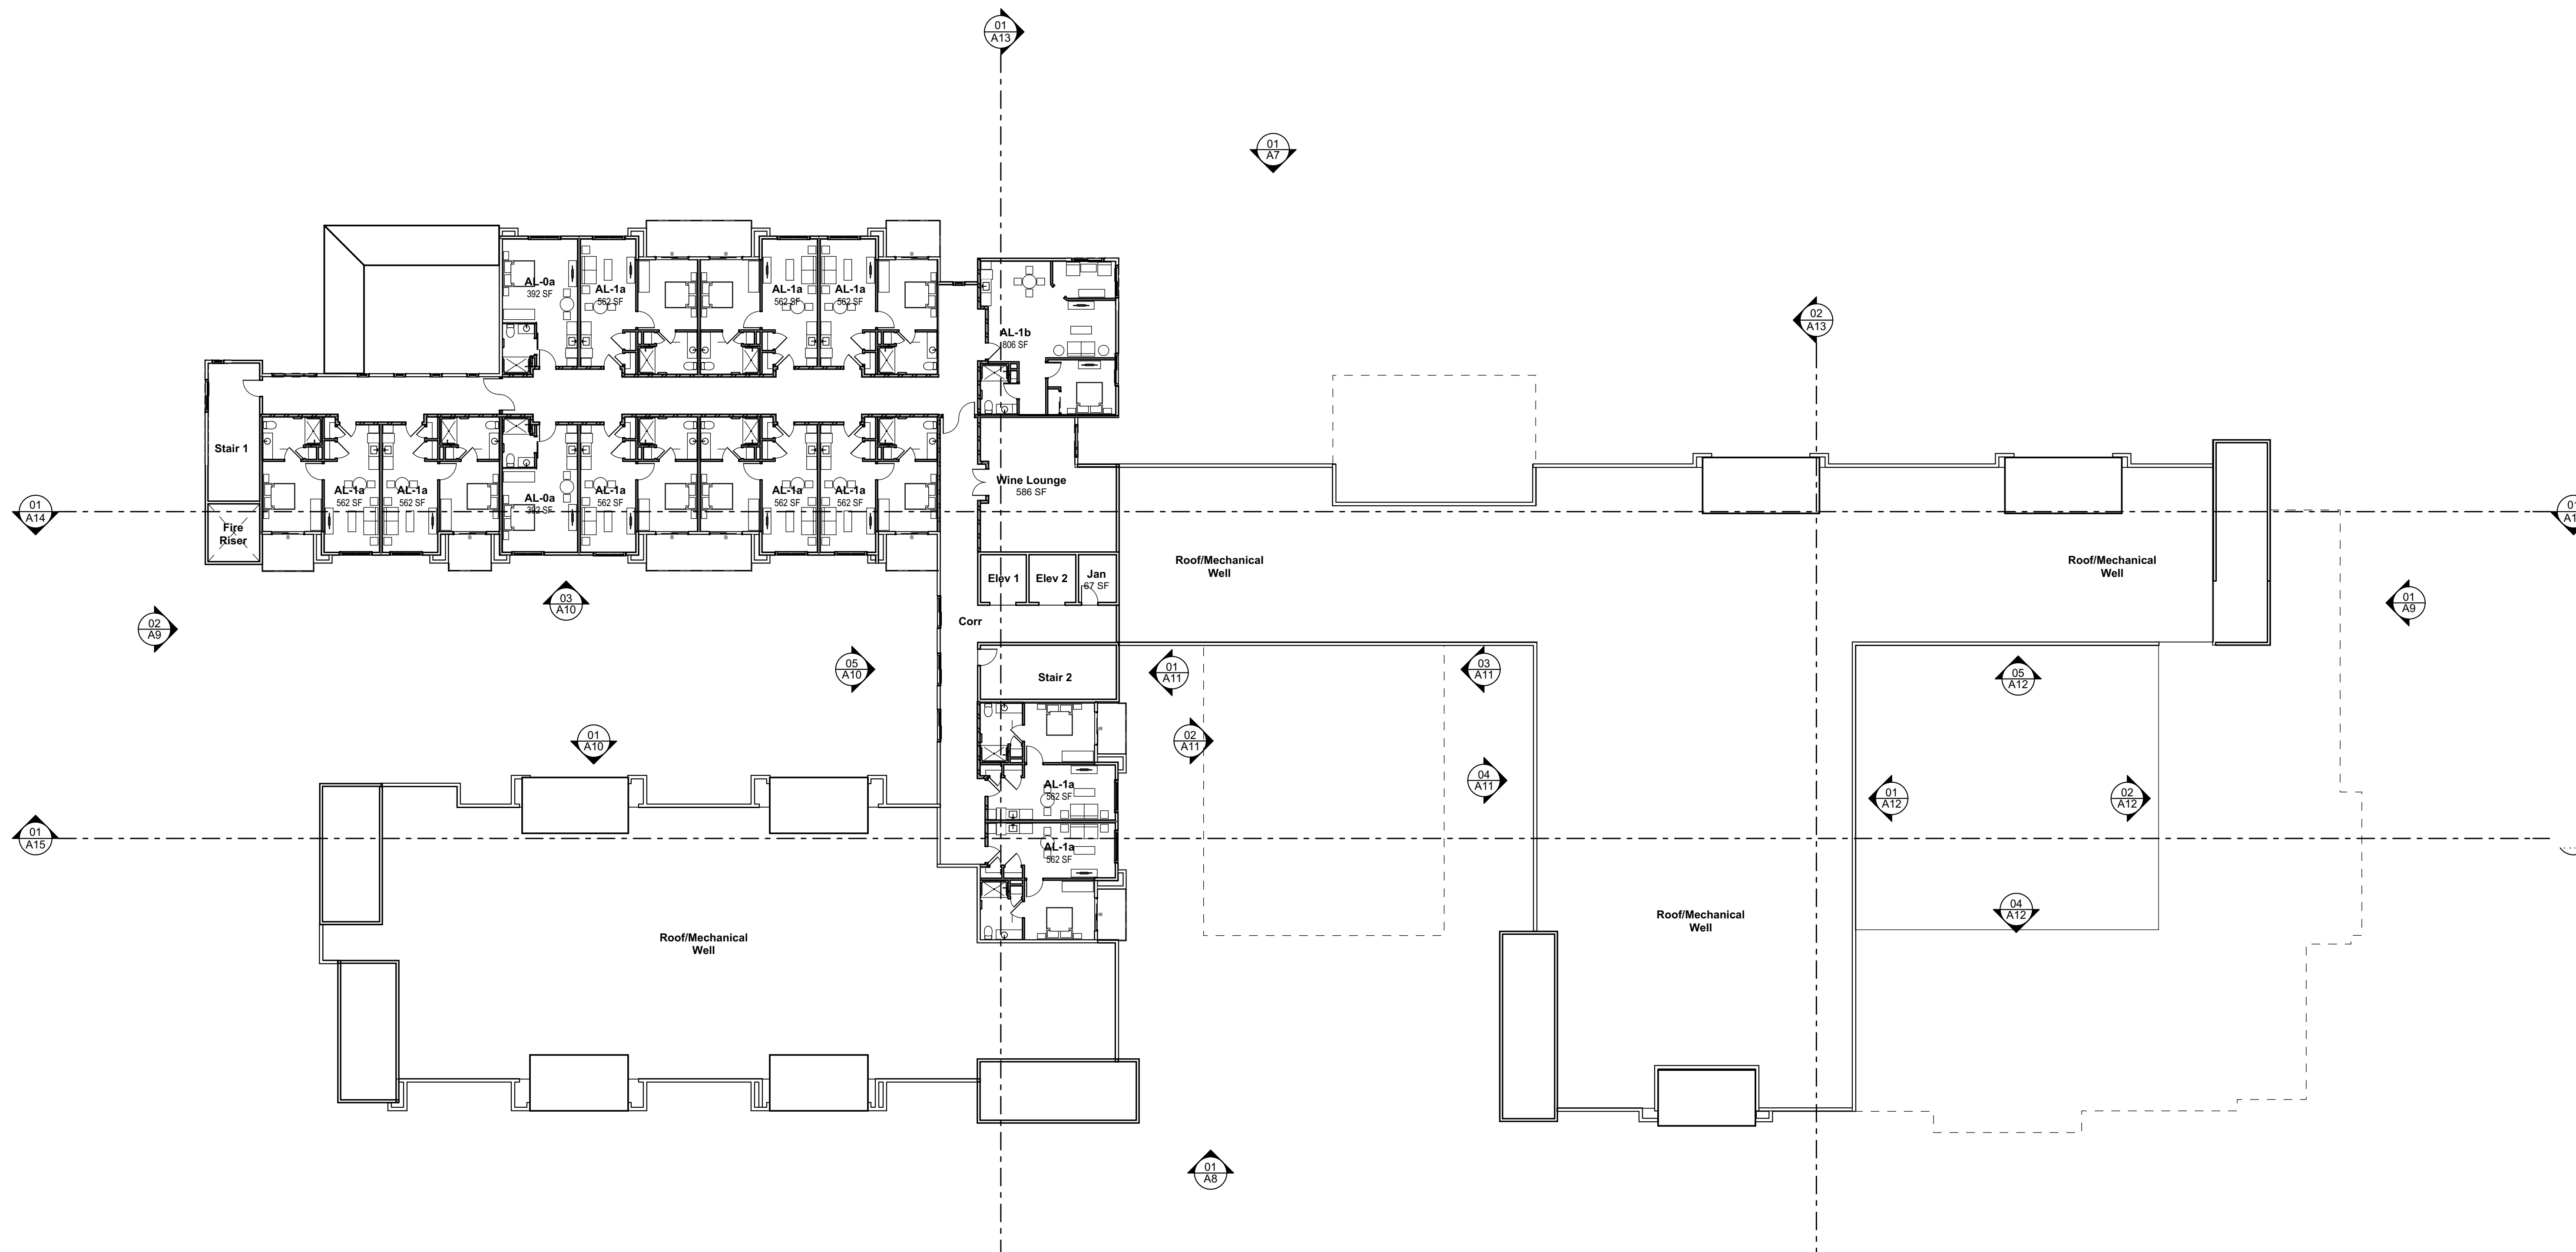 01
A13
01
A7
AL-0a
392 SF
AL-1a
562 SF
AL-1a
562 SF
AL-1a
562 SF
AL-1b
806 SF
02
A13
Stair 1
AL-1a
562 SF
AL-1a
562 SF
AL-0a
392 SF
AL-1a
562 SF
AL-1a
562 SF
AL-1a
562 SF
Wine Lounge
586 SF
01
A14
Fire
Riser
Roof/Mechanical
Well
Roof/Mechanical
Well
Elev 1
Elev 2
Jan
67 SF
03
A10
01
A9
02
A9
Corr
05
A10
Stair 2
01
A11
03
A11
05
A12
01
A10
02
A11
AL-1a
562 SF
04
A11
01
A12
02
A12
01
A15
AL-1a
562 SF
Roof/Mechanical
Well
Roof/Mechanical
Well
04
A12
01
A8